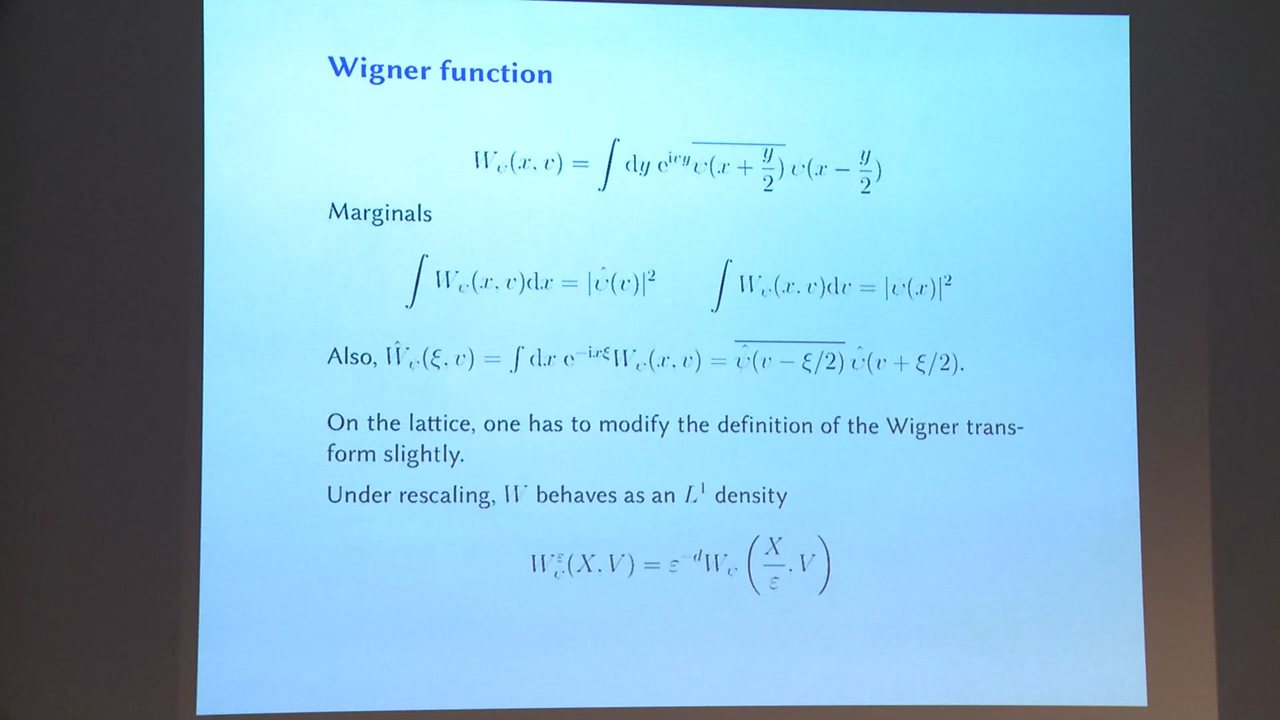 Wigner function
W_ψ(x, v) = ∫ dy e^{ivy} \overline{ψ(x + y/2)} ψ(x − y/2)
Marginals
∫ W_ψ(x, v)dx = |ψ̂(v)|² ∫ W_ψ(x, v)dv = |ψ(x)|²
Also, Ŵ_ψ(ξ, v) = ∫ dx e^{−ixξ} W_ψ(x, v) = \overline{ψ̂(v − ξ/2)} ψ̂(v + ξ/2).
On the lattice, one has to modify the definition of the Wigner trans-
form slightly.
Under rescaling, W behaves as an L¹ density
W^ε_ψ(X, V) = ε^{−d} W_ψ (X/ε, V)